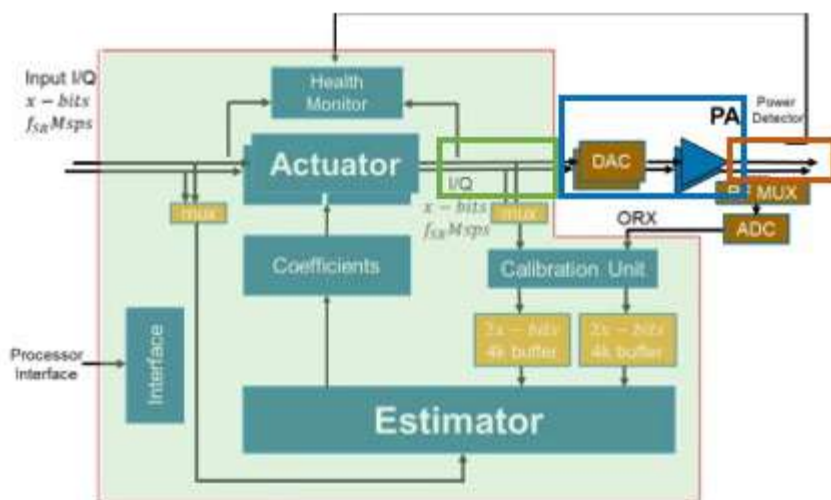 Input I/Q
x − bits
f_SR Msps
Health
Monitor
PA
Power
Detector
Actuator
DAC
I/Q
x − bits
f_SR Msps
mux
mux
RF MUX
ORX
ADC
Coefficients
Calibration Unit
2x − bits
4k buffer
2x − bits
4k buffer
Processor
Interface
Interface
Estimator